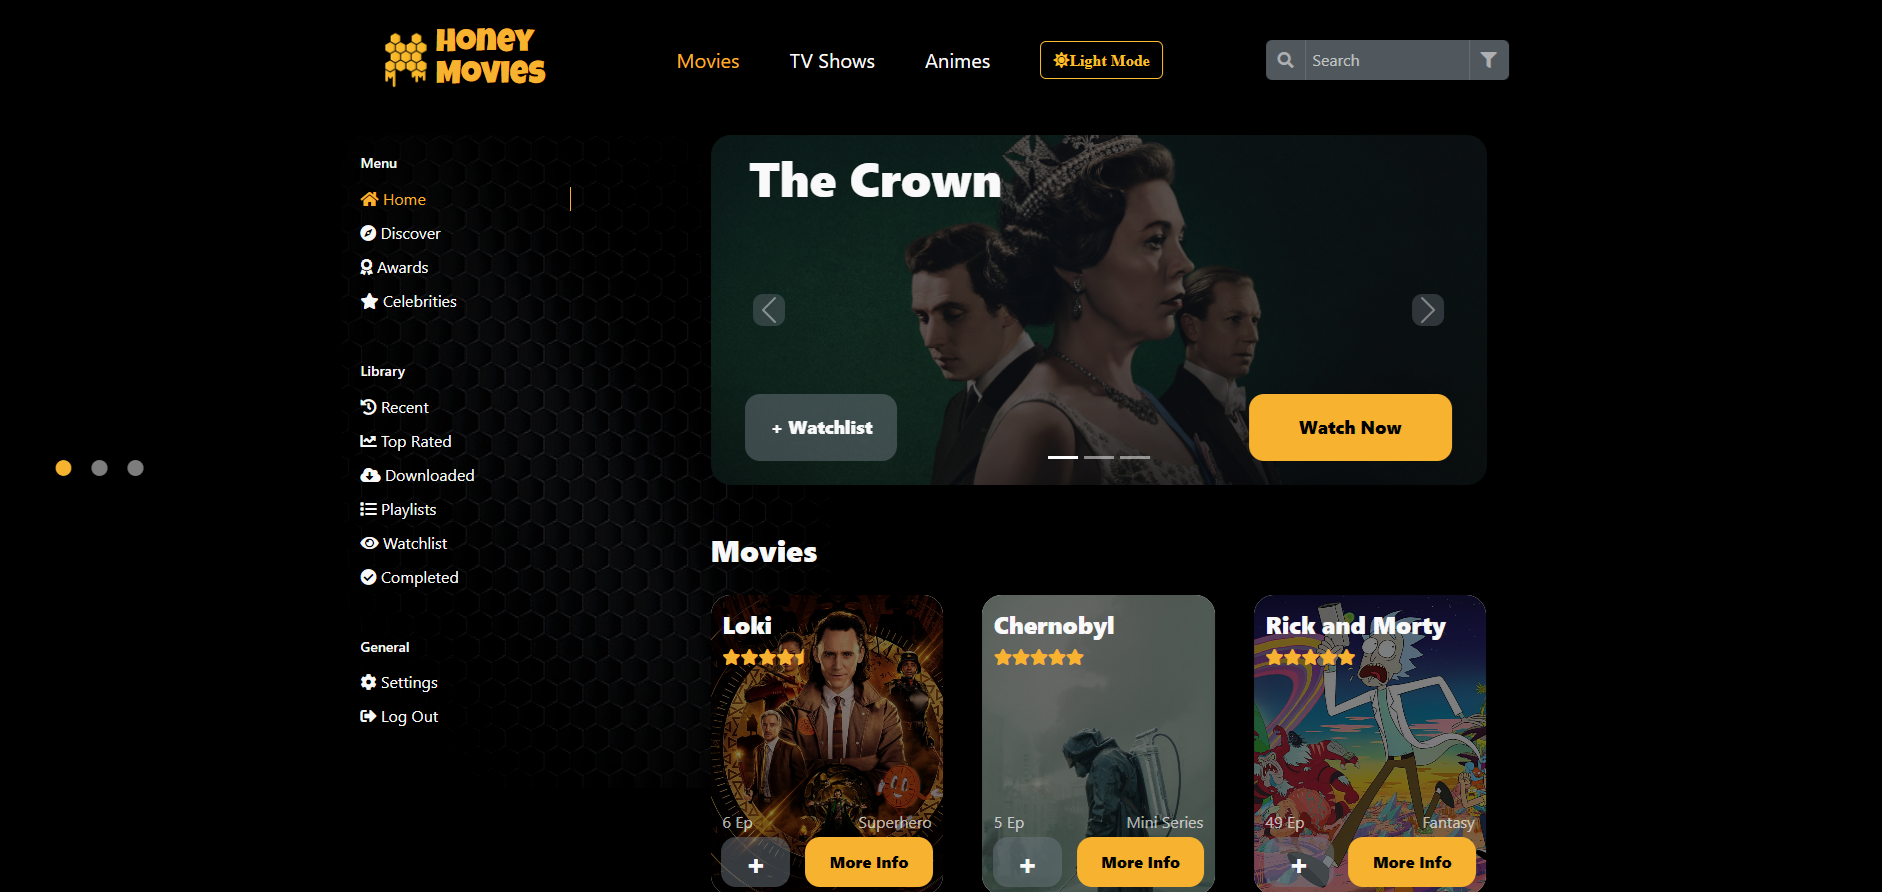 Honey
Movies
Movies
TV Shows
Animes
Light Mode
Search
Menu
Home
Discover
Awards
Celebrities
Library
Recent
Top Rated
Downloaded
Playlists
Watchlist
Completed
General
Settings
Log Out
The Crown
+ Watchlist
Watch Now
Movies
Loki
6 Ep Superhero
+ More Info
Chernobyl
5 Ep Mini Series
+ More Info
Rick and Morty
49 Ep Fantasy
+ More Info